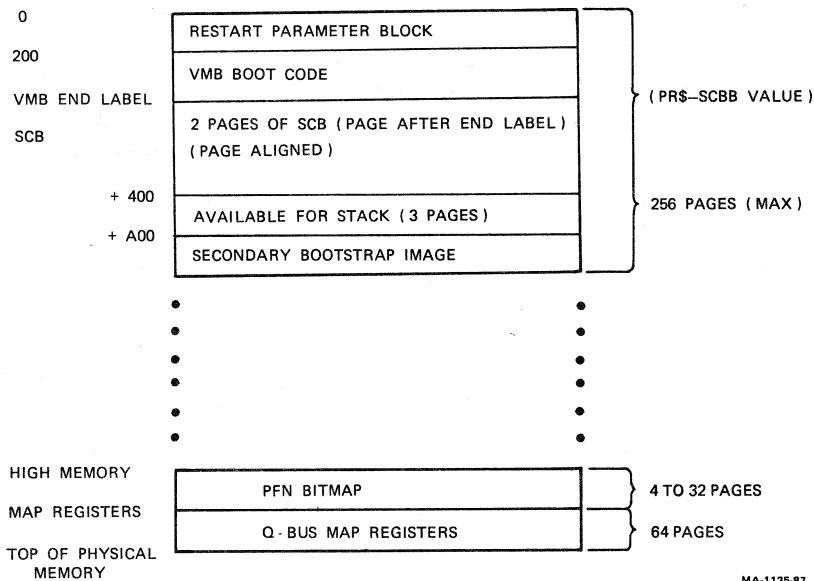 0
RESTART PARAMETER BLOCK
200
VMB BOOT CODE
VMB END LABEL
(PR$-SCBB VALUE)
SCB
2 PAGES OF SCB (PAGE AFTER END LABEL)
(PAGE ALIGNED)
+ 400
256 PAGES (MAX)
AVAILABLE FOR STACK (3 PAGES)
+ A00
SECONDARY BOOTSTRAP IMAGE
HIGH MEMORY
PFN BITMAP
4 TO 32 PAGES
MAP REGISTERS
Q-BUS MAP REGISTERS
64 PAGES
TOP OF PHYSICAL
MEMORY
MA-1135-87